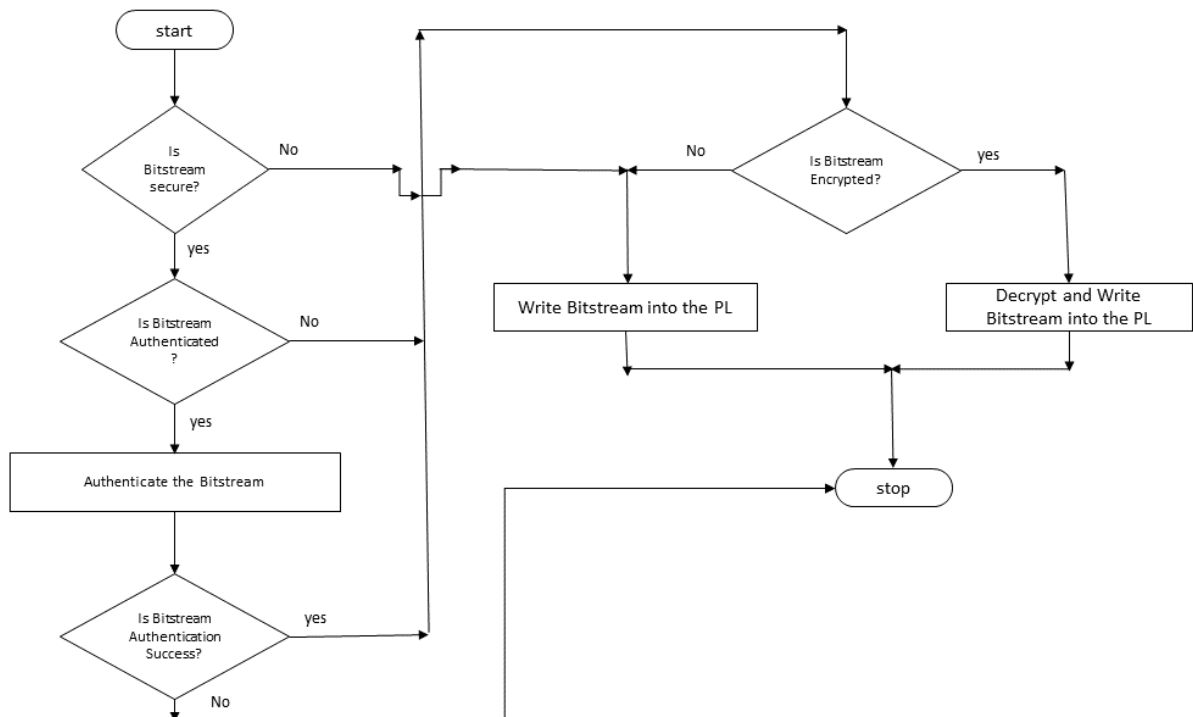 start
Is
Bitstream
secure?
No
yes
Is Bitstream
Authenticated
?
No
yes
Authenticate the Bitstream
Is Bitstream
Authentication
Success?
yes
No
Is Bitstream
Encrypted?
No
yes
Write Bitstream into the PL
Decrypt and Write
Bitstream into the PL
stop